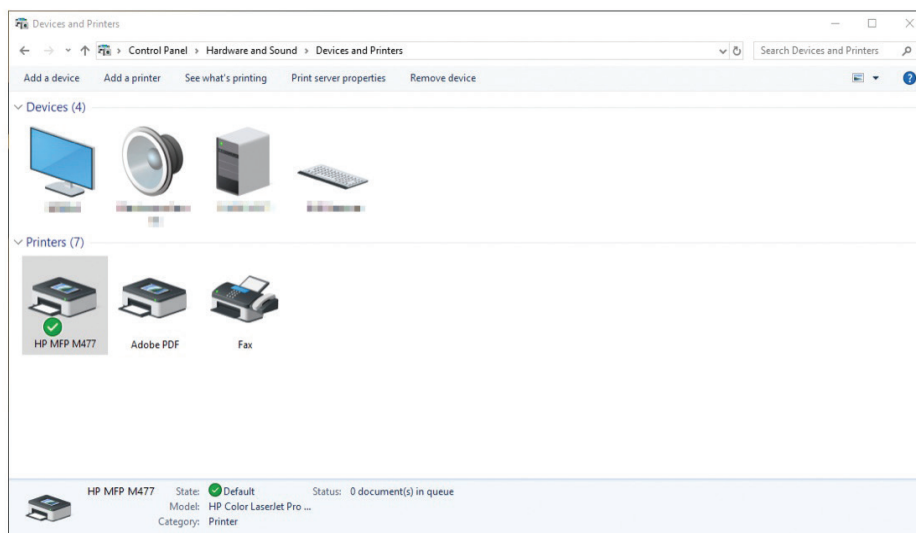 Devices and Printers
Control Panel > Hardware and Sound > Devices and Printers
Search Devices and Printers
Add a device Add a printer See what's printing Print server properties Remove device
Devices (4)
Printers (7)
HP MFP M477 Adobe PDF Fax
HP MFP M477 State: Default Status: 0 document(s) in queue
Model: HP Color LaserJet Pro ...
Category: Printer